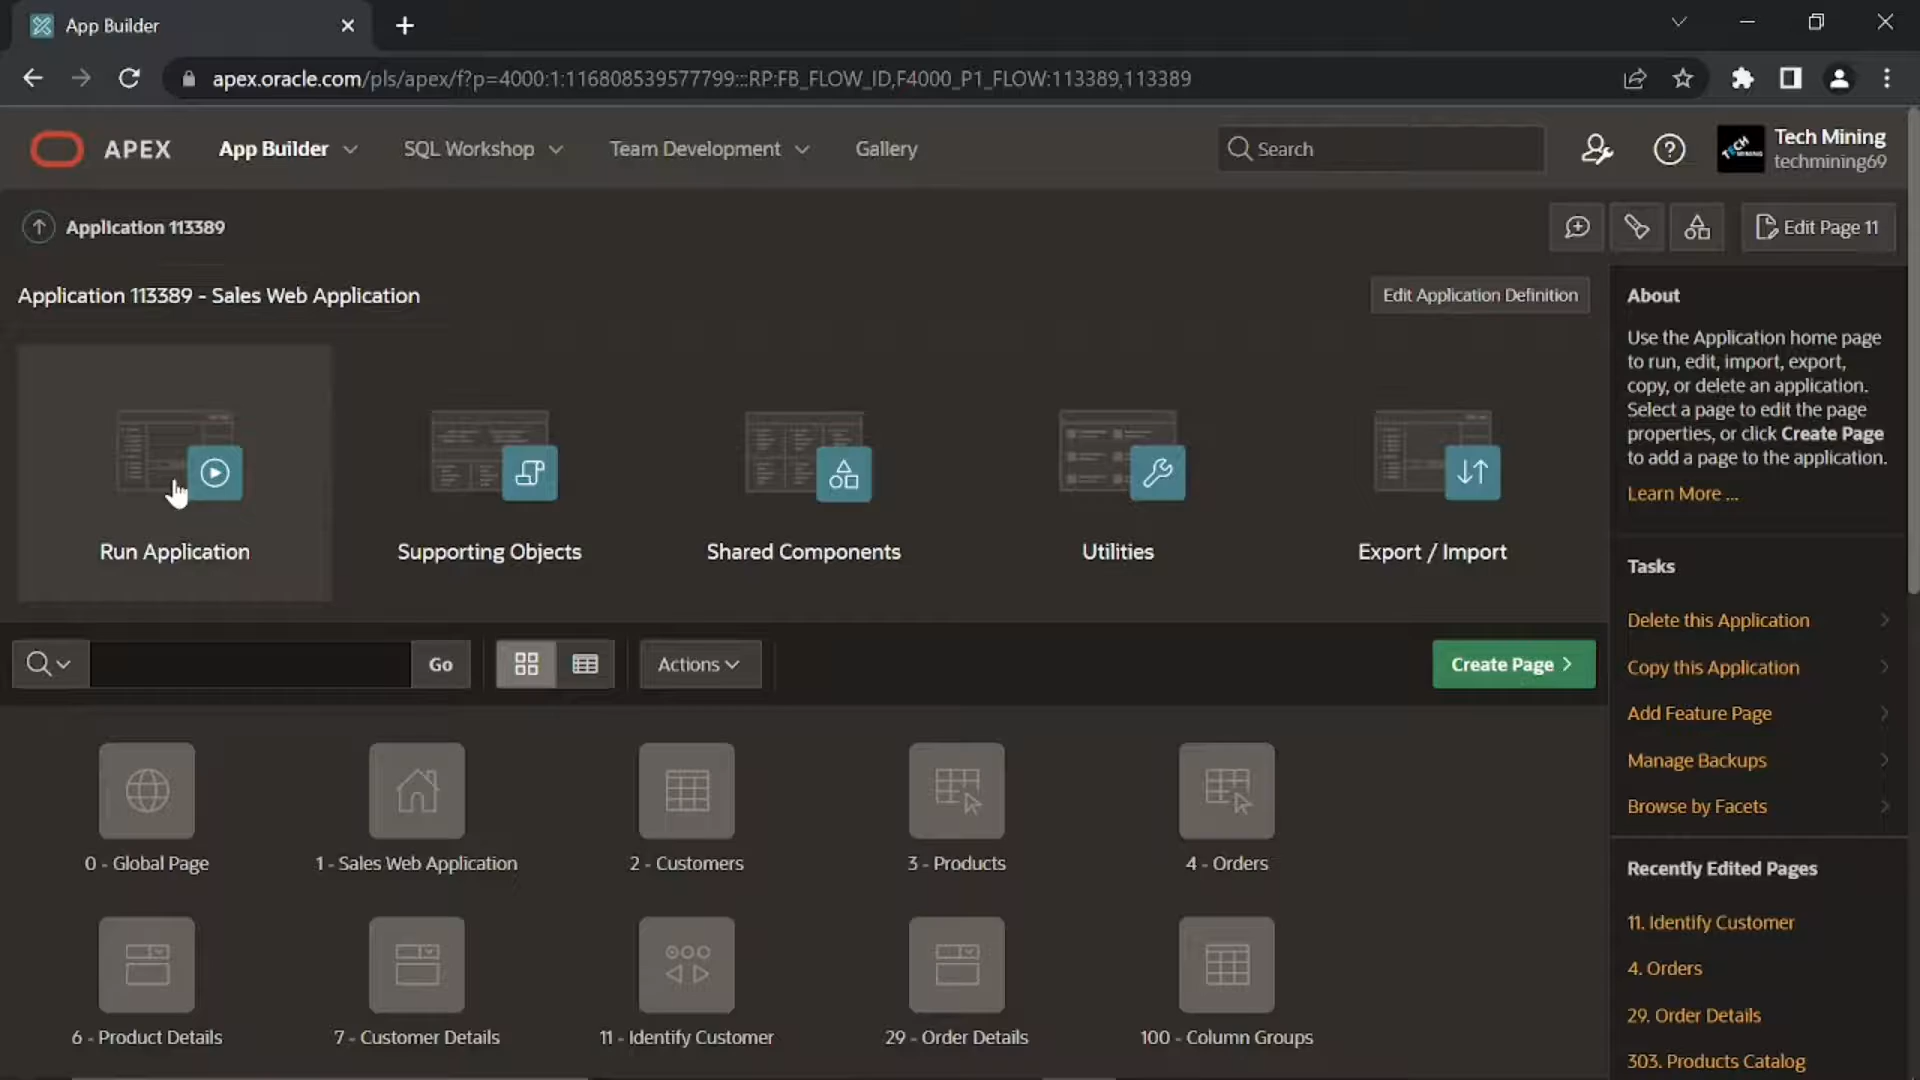 App Builder
apex.oracle.com/pls/apex/f?p=4000:1:116808539577799:::RP:FB_FLOW_ID,F4000_P1_FLOW:113389,113389
APEX App Builder SQL Workshop Team Development Gallery Search
Tech Mining
techmining69
TECH MINING
Application 113389
Edit Page 11
Application 113389 - Sales Web Application
Edit Application Definition
Run Application
Supporting Objects
Shared Components
Utilities
Export / Import
Go
Actions
Create Page
0 - Global Page
1 - Sales Web Application
2 - Customers
3 - Products
4 - Orders
6 - Product Details
7 - Customer Details
11 - Identify Customer
29 - Order Details
100 - Column Groups
About
Use the Application home page
to run, edit, import, export,
copy, or delete an application.
Select a page to edit the page
properties, or click Create Page
to add a page to the application.
Learn More ...
Tasks
Delete this Application
Copy this Application
Add Feature Page
Manage Backups
Browse by Facets
Recently Edited Pages
11. Identify Customer
4. Orders
29. Order Details
303. Products Catalog